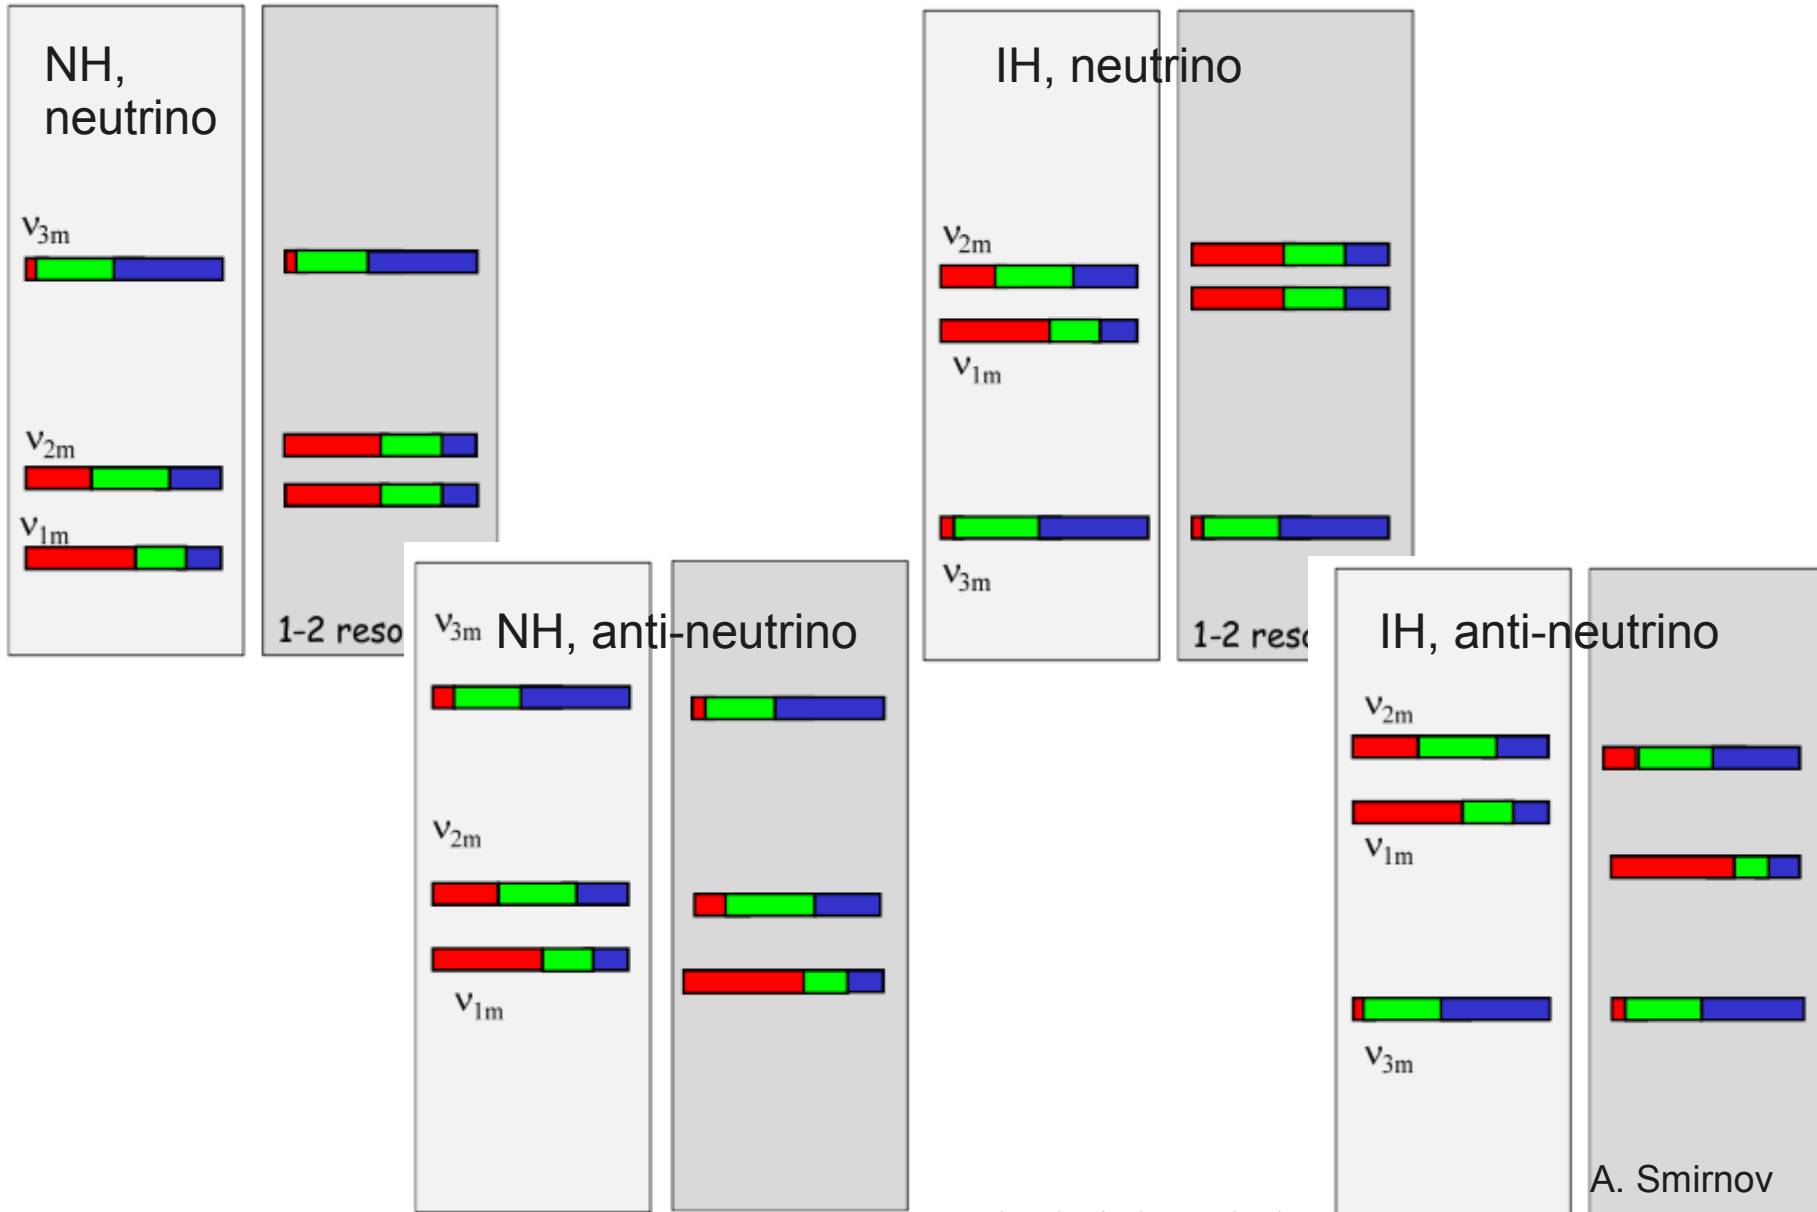 NH,
neutrino
ν3m
ν2m
ν1m
1-2 reso
IH, neutrino
ν2m
ν1m
ν3m
1-2 res
NH, anti-neutrino
ν3m
ν2m
ν1m
IH, anti-neutrino
ν2m
ν1m
ν3m
A. Smirnov